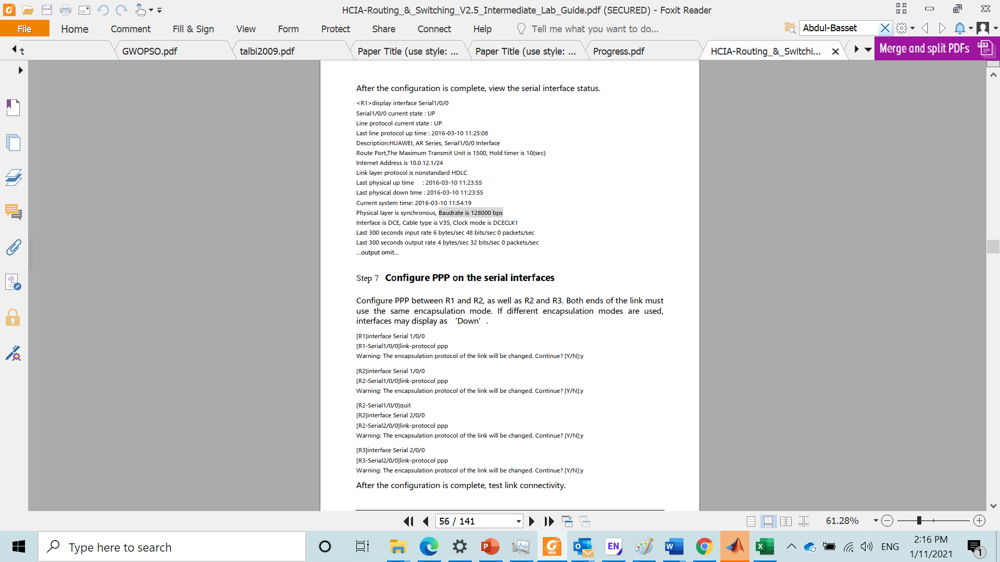 HCIA-Routing_&_Switching_V2.5_Intermediate_Lab_Guide.pdf (SECURED) - Foxit Reader
File Home Comment Fill & Sign View Form Protect Share Connect Help Tell me what you want to do... Abdul-Basset
t GWOPSO.pdf talbi2009.pdf Paper Title (use style: ... Paper Title (use style: ... Progress.pdf HCIA-Routing_&_Switchi... Merge and split PDFs
After the configuration is complete, view the serial interface status.
<R1>display interface Serial1/0/0
Serial1/0/0 current state : UP
Line protocol current state : UP
Last line protocol up time : 2016-03-10 11:25:08
Description:HUAWEI, AR Series, Serial1/0/0 Interface
Route Port,The Maximum Transmit Unit is 1500, Hold timer is 10(sec)
Internet Address is 10.0.12.1/24
Link layer protocol is nonstandard HDLC
Last physical up time : 2016-03-10 11:23:55
Last physical down time : 2016-03-10 11:23:55
Current system time: 2016-03-10 11:54:19
Physical layer is synchronous, Baudrate is 128000 bps
Interface is DCE, Cable type is V35, Clock mode is DCECLK1
Last 300 seconds input rate 6 bytes/sec 48 bits/sec 0 packets/sec
Last 300 seconds output rate 4 bytes/sec 32 bits/sec 0 packets/sec
...output omit...
Step 7 Configure PPP on the serial interfaces
Configure PPP between R1 and R2, as well as R2 and R3. Both ends of the link must
use the same encapsulation mode. If different encapsulation modes are used,
interfaces may display as ‘Down’.
[R1]interface Serial 1/0/0
[R1-Serial1/0/0]link-protocol ppp
Warning: The encapsulation protocol of the link will be changed. Continue? [Y/N]:y
[R2]interface Serial 1/0/0
[R2-Serial1/0/0]link-protocol ppp
Warning: The encapsulation protocol of the link will be changed. Continue? [Y/N]:y
[R2-Serial1/0/0]quit
[R2]interface Serial 2/0/0
[R2-Serial2/0/0]link-protocol ppp
Warning: The encapsulation protocol of the link will be changed. Continue? [Y/N]:y
[R3]interface Serial 2/0/0
[R3-Serial2/0/0]link-protocol ppp
Warning: The encapsulation protocol of the link will be changed. Continue? [Y/N]:y
After the configuration is complete, test link connectivity.
56 / 141 61.28%
Type here to search EN ENG 2:16 PM
1/11/2021 1